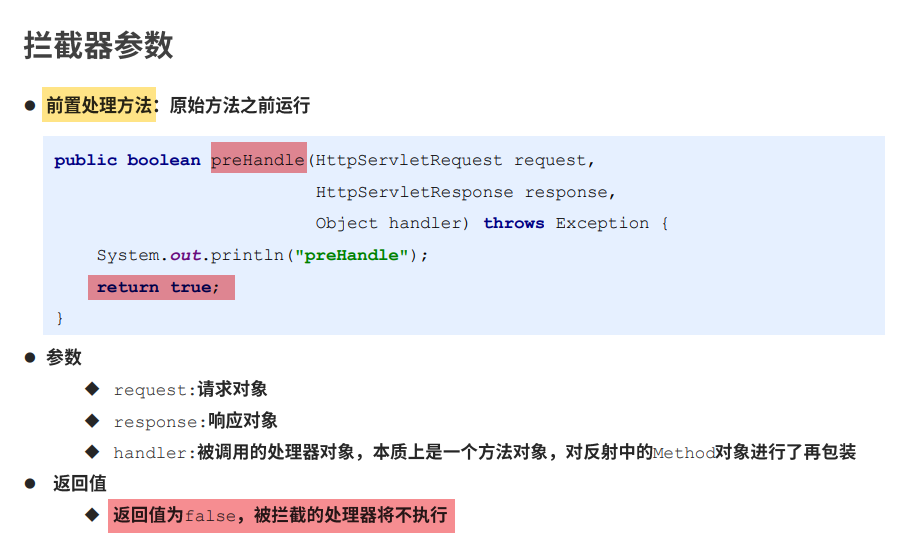 拦截器参数
● 前置处理方法：原始方法之前运行
public boolean preHandle(HttpServletRequest request,
HttpServletResponse response,
Object handler) throws Exception {
System.out.println("preHandle");
return true;
}
● 参数
◆ request:请求对象
◆ response:响应对象
◆ handler:被调用的处理器对象，本质上是一个方法对象，对反射中的Method对象进行了再包装
● 返回值
◆ 返回值为false，被拦截的处理器将不执行